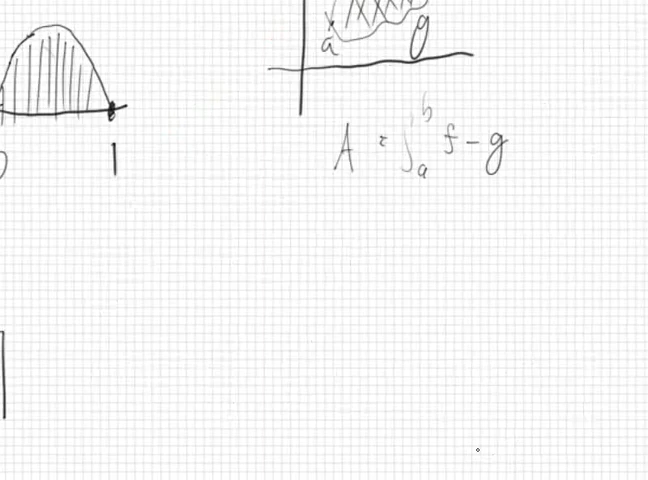 a g
0 1
A = ∫ₐᵇ f - g